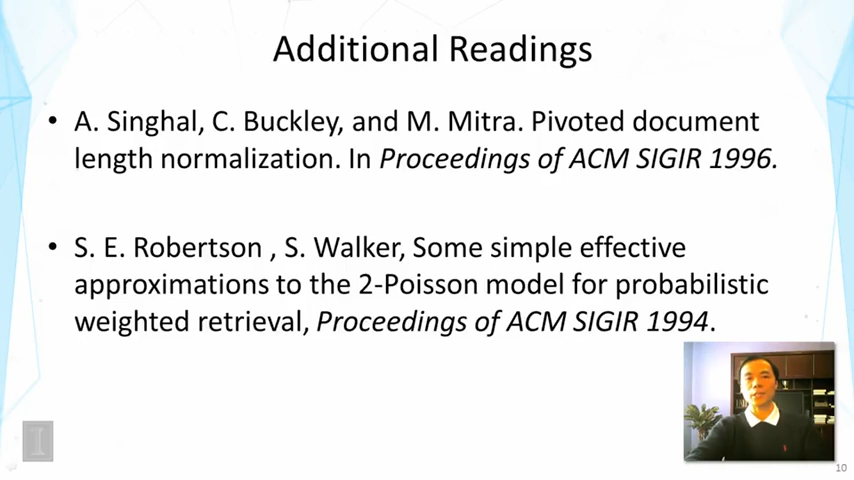 Additional Readings
• A. Singhal, C. Buckley, and M. Mitra. Pivoted document
length normalization. In Proceedings of ACM SIGIR 1996.
• S. E. Robertson , S. Walker, Some simple effective
approximations to the 2-Poisson model for probabilistic
weighted retrieval, Proceedings of ACM SIGIR 1994.
I
10